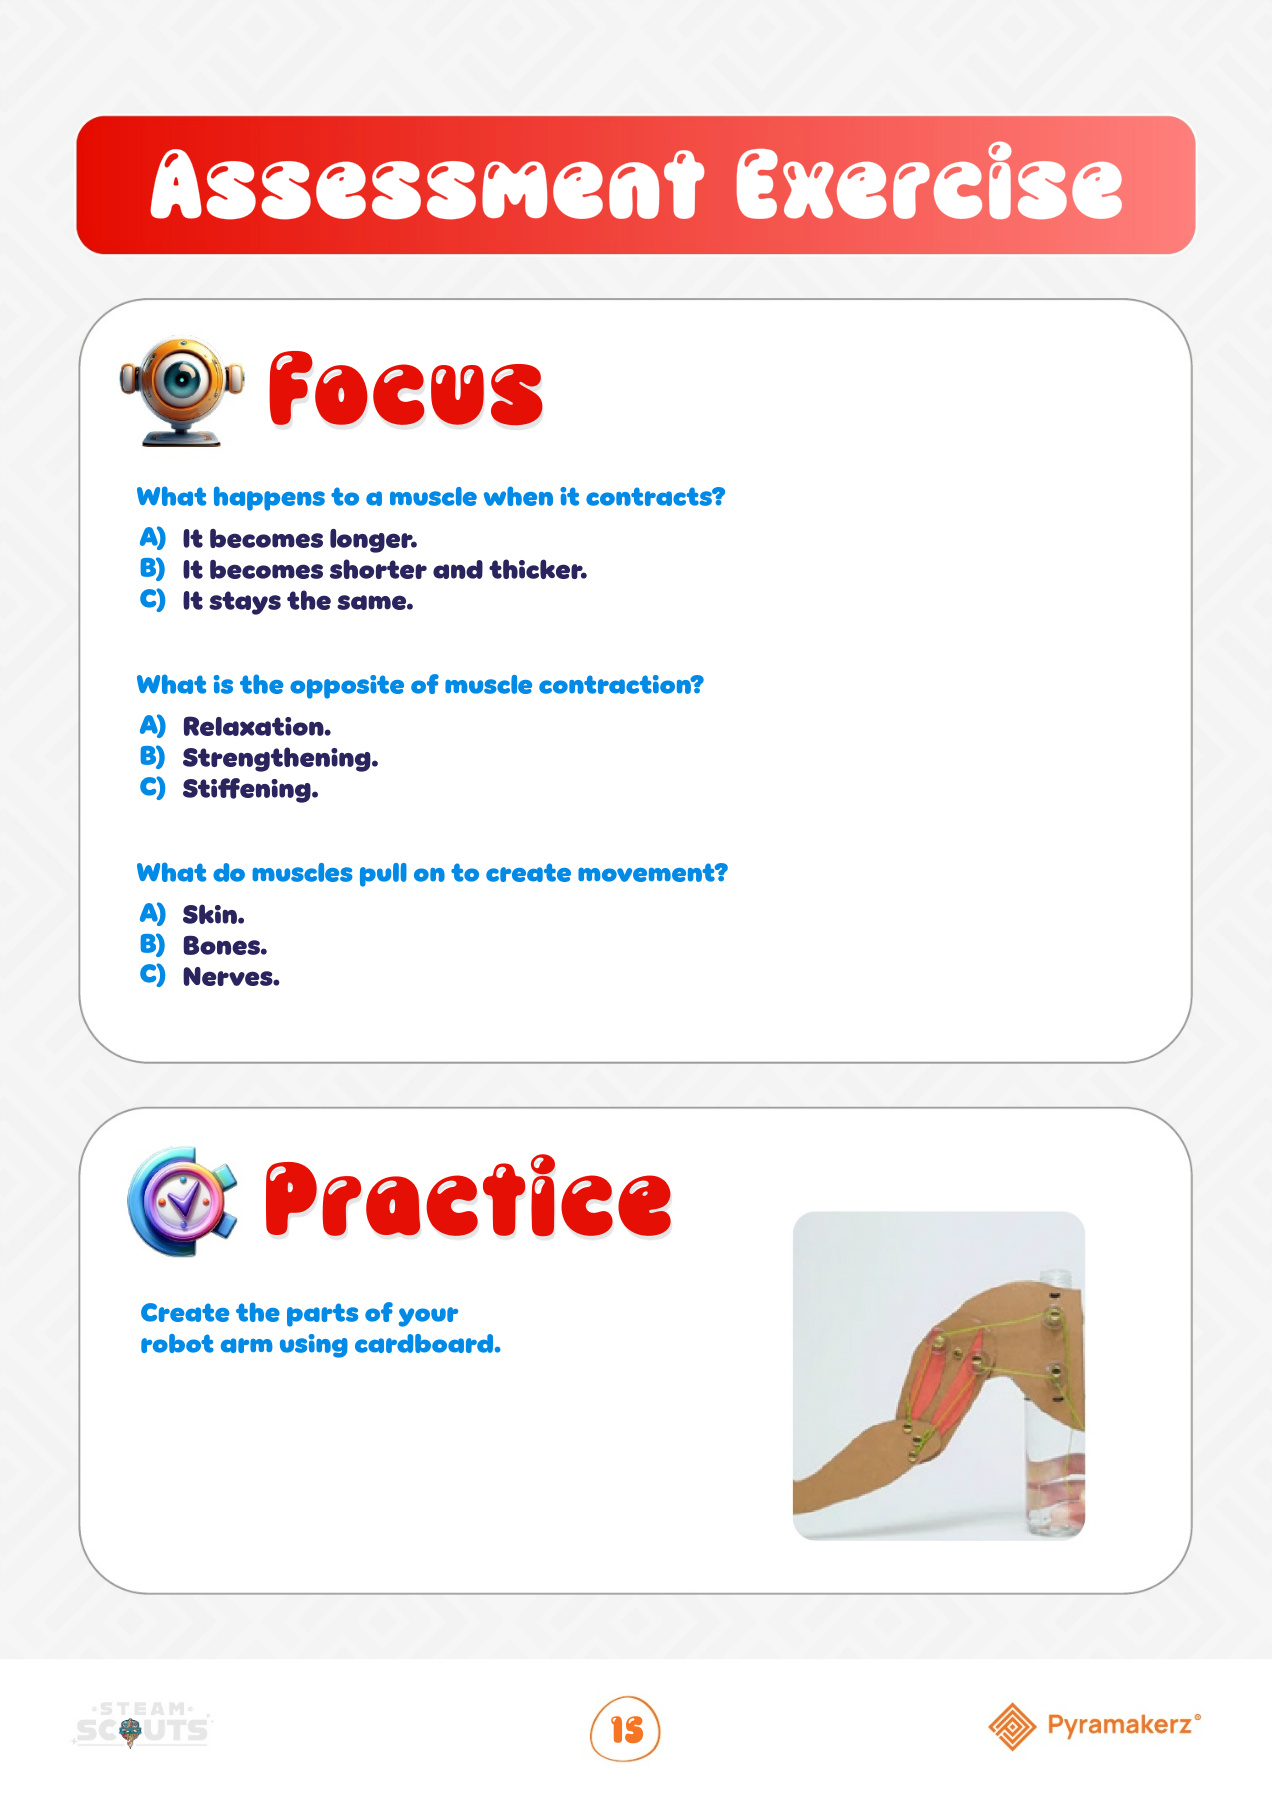 Assessment Exercise
Focus
What happens to a muscle when it contracts?
A) It becomes longer.
B) It becomes shorter and thicker.
C) It stays the same.
What is the opposite of muscle contraction?
A) Relaxation.
B) Strengthening.
C) Stiffening.
What do muscles pull on to create movement?
A) Skin.
B) Bones.
C) Nerves.
Practice
Create the parts of your
robot arm using cardboard.
STEAM
SCOUTS
15
Pyramakerz®